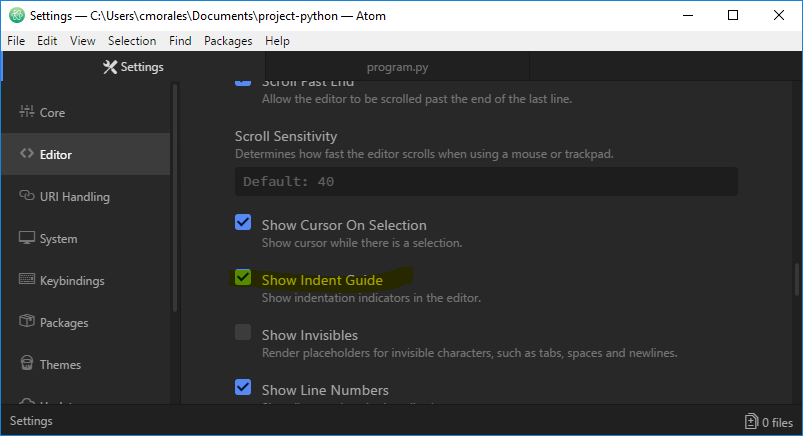 Settings — C:\Users\cmorales\Documents\project-python — Atom
File Edit View Selection Find Packages Help
Settings
program.py
Core
Editor
URI Handling
System
Keybindings
Packages
Themes
Scroll Past End
Allow the editor to be scrolled past the end of the last line.
Scroll Sensitivity
Determines how fast the editor scrolls when using a mouse or trackpad.
Default: 40
Show Cursor On Selection
Show cursor while there is a selection.
Show Indent Guide
Show indentation indicators in the editor.
Show Invisibles
Render placeholders for invisible characters, such as tabs, spaces and newlines.
Show Line Numbers
Settings
0 files